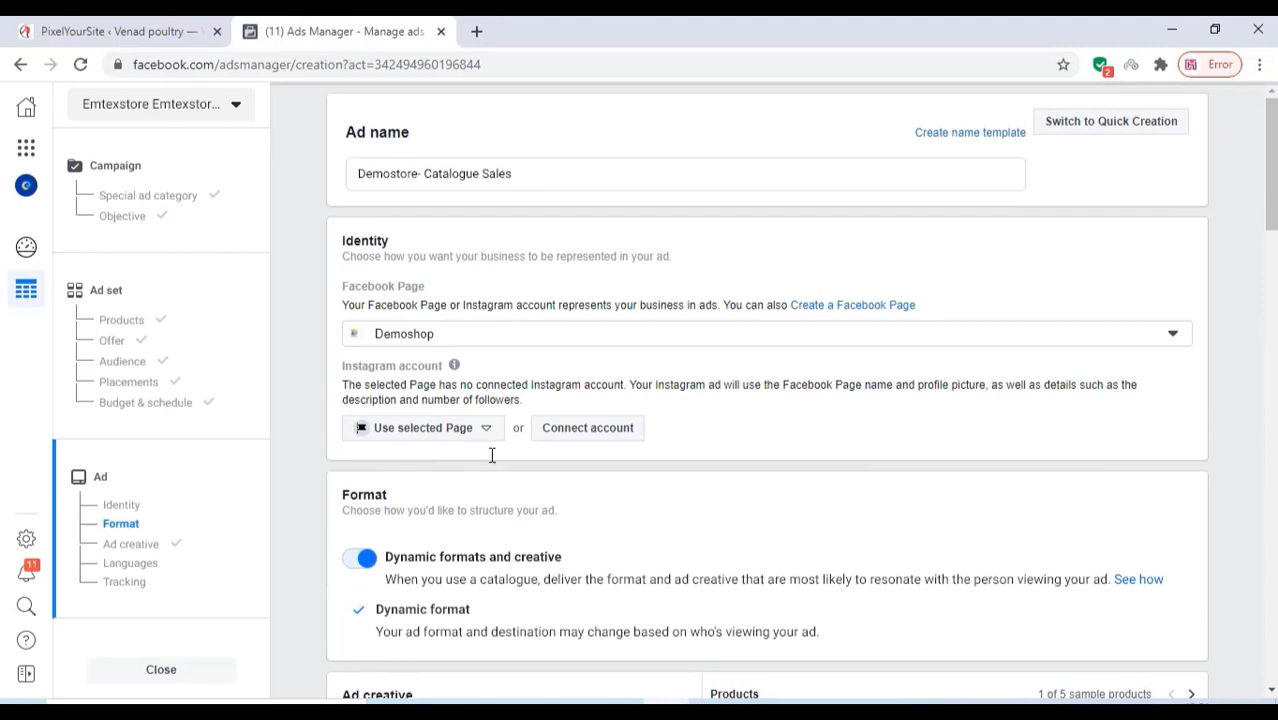 PixelYourSite ‹ Venad poultry —
(11) Ads Manager - Manage ads
facebook.com/adsmanager/creation?act=342494960196844
2
Error
Emtexstore Emtexstor...
Campaign
Special ad category
Objective
Ad set
Products
Offer
Audience
Placements
Budget & schedule
Ad
Identity
Format
Ad creative
Languages
Tracking
Close
11
Ad name
Create name template
Switch to Quick Creation
Demostore- Catalogue Sales
Identity
Choose how you want your business to be represented in your ad.
Facebook Page
Your Facebook Page or Instagram account represents your business in ads. You can also Create a Facebook Page
Demoshop
Instagram account
The selected Page has no connected Instagram account. Your Instagram ad will use the Facebook Page name and profile picture, as well as details such as the
description and number of followers.
Use selected Page or Connect account
Format
Choose how you'd like to structure your ad.
Dynamic formats and creative
When you use a catalogue, deliver the format and ad creative that are most likely to resonate with the person viewing your ad. See how
Dynamic format
Your ad format and destination may change based on who's viewing your ad.
Ad creative
Products
1 of 5 sample products